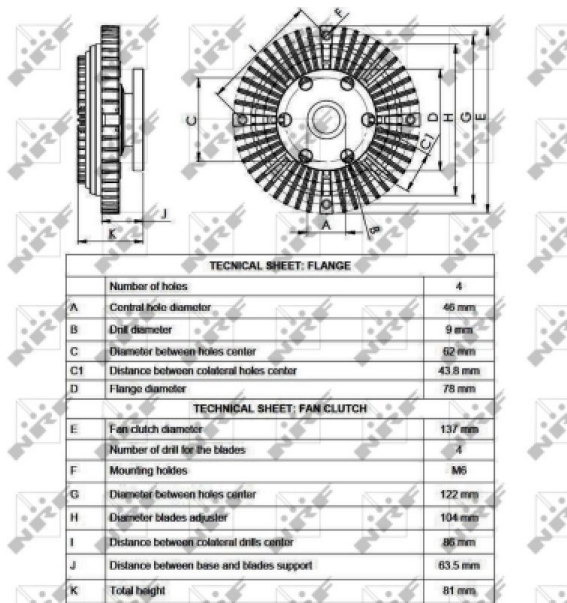 I
F
C
D
C1
H
G
E
J
K
A
B
TECNICAL SHEET: FLANGE
Number of holes 4
A Central hole diameter 46 mm
B Drill diameter 9 mm
C Diameter between holes center 62 mm
C1 Distance between colateral holes center 43.8 mm
D Flange diameter 78 mm
TECHNICAL SHEET: FAN CLUTCH
E Fan clutch diameter 137 mm
Number of drill for the blades 4
F Mounting holdes M6
G Diameter between holes center 122 mm
H Diameter blades adjuster 104 mm
I Distance between colateral drills center 86 mm
J Distance between base and blades support 63.5 mm
K Total height 81 mm
NRF